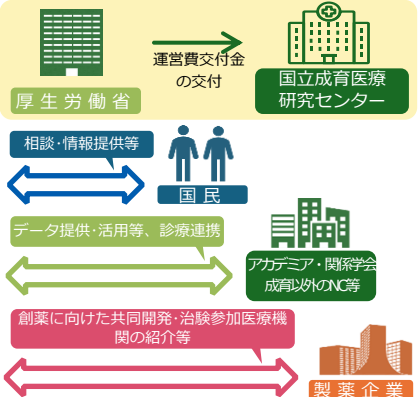 運営費交付金
の交付
厚生労働省
国立成育医療
研究センター
相談・情報提供等
国民
データ提供・活用等、診療連携
アカデミア・関係学会
成育以外のNC等
創薬に向けた共同開発・治験参加医療機
関の紹介等
製薬企業